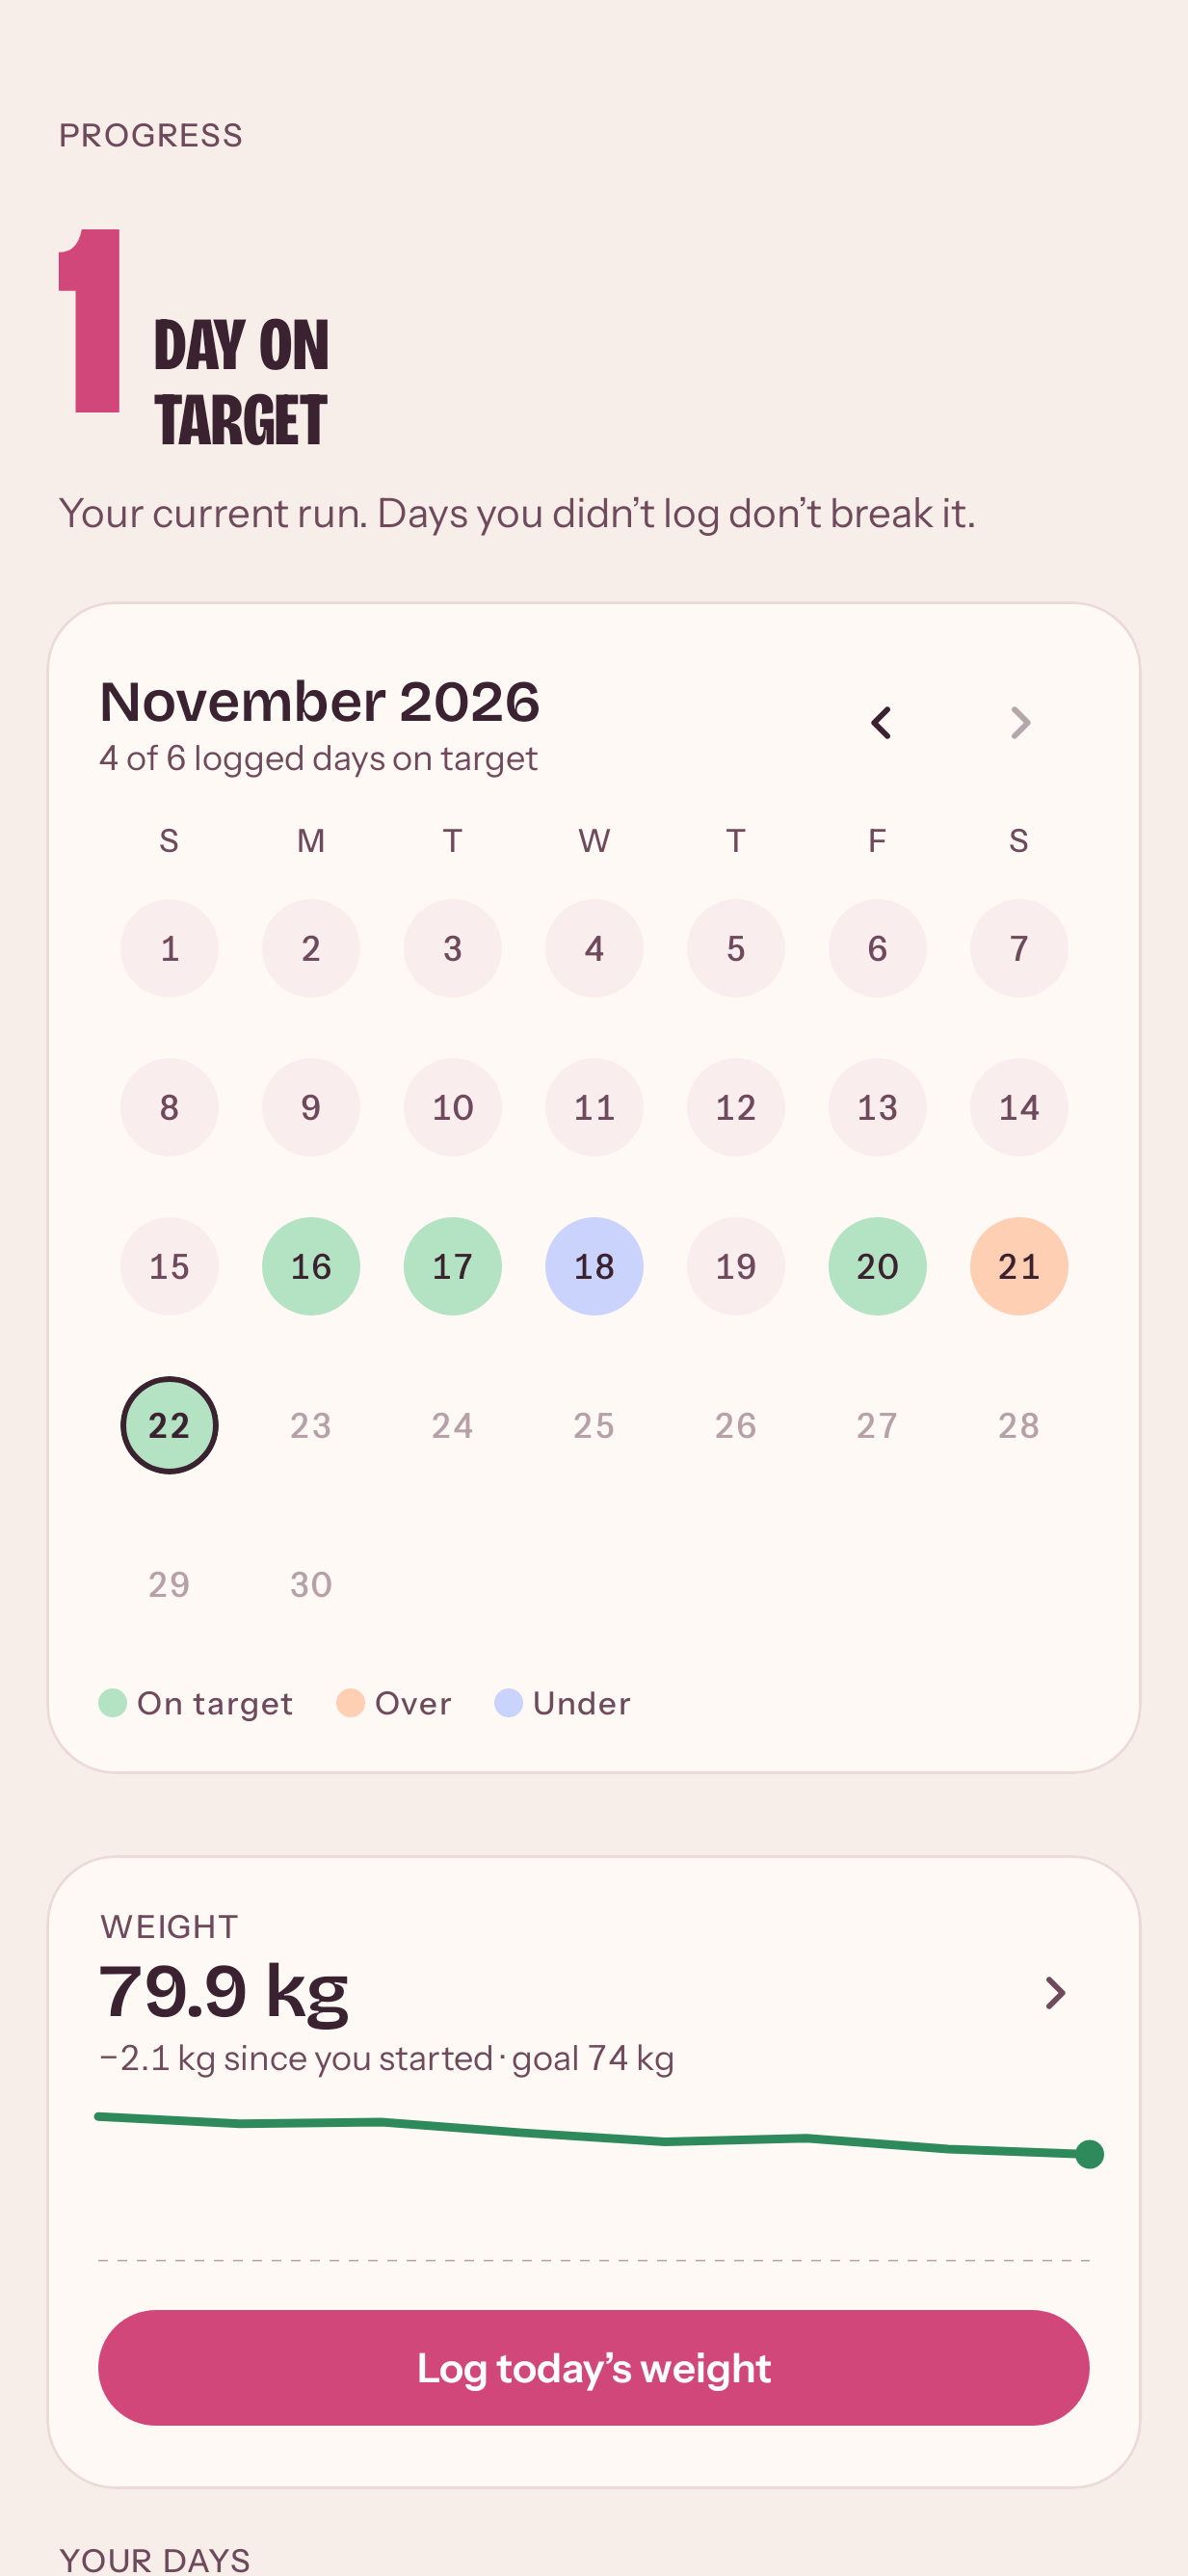 PROGRESS
1
DAY ON
TARGET
Your current run. Days you didn’t log don’t break it.
November 2026
4 of 6 logged days on target
S M T W T F S
1 2 3 4 5 6 7
8 9 10 11 12 13 14
15 16 17 18 19 20 21
22 23 24 25 26 27 28
29 30
On target Over Under
WEIGHT
79.9 kg
−2.1 kg since you started · goal 74 kg
Log today’s weight
YOUR DAYS